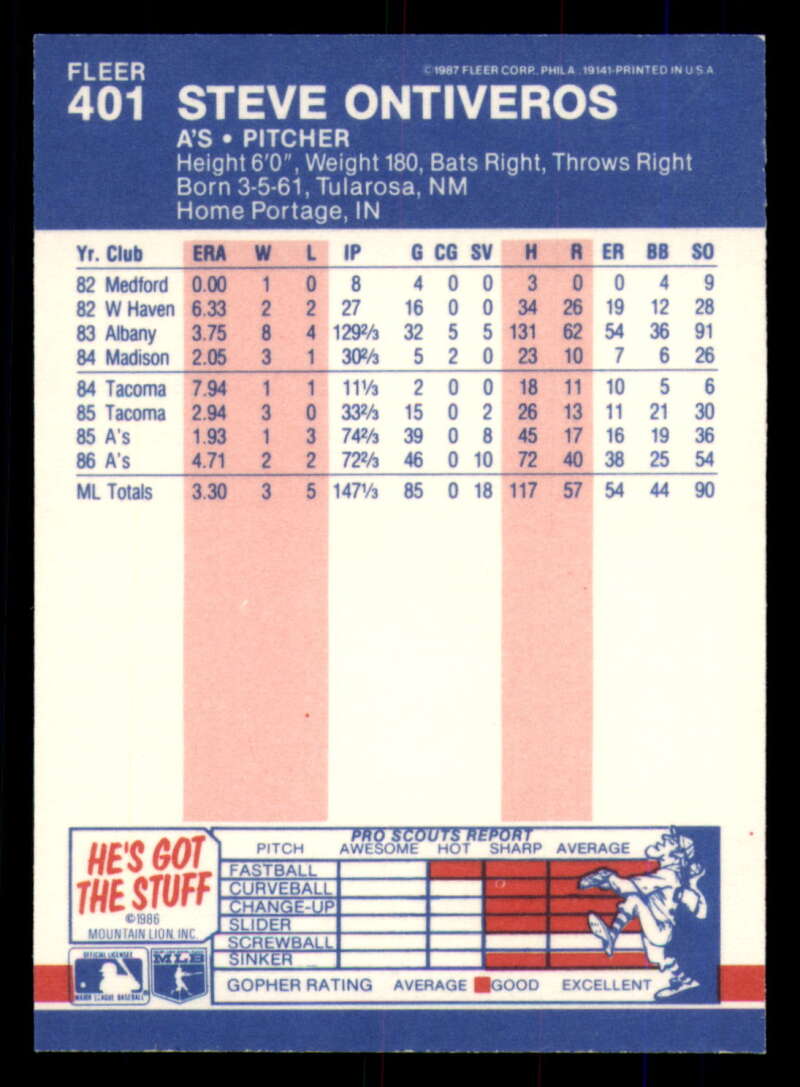 FLEER
©1987 FLEER CORP., PHILA. 19141-PRINTED IN U.S.A.
401 STEVE ONTIVEROS
A'S • PITCHER
Height 6'0", Weight 180, Bats Right, Throws Right
Born 3-5-61, Tularosa, NM
Home Portage, IN
Yr. Club ERA W L IP G CG SV H R ER BB SO
82 Medford 0.00 1 0 8 4 0 0 3 0 0 4 9
82 W Haven 6.33 2 2 27 16 0 0 34 26 19 12 28
83 Albany 3.75 8 4 129⅔ 32 5 5 131 62 54 36 91
84 Madison 2.05 3 1 30⅔ 5 2 0 23 10 7 6 26
84 Tacoma 7.94 1 1 11⅓ 2 0 0 18 11 10 5 6
85 Tacoma 2.94 3 0 33⅔ 15 0 2 26 13 11 21 30
85 A's 1.93 1 3 74⅔ 39 0 8 45 17 16 19 36
86 A's 4.71 2 2 72⅔ 46 0 10 72 40 38 25 54
ML Totals 3.30 3 5 147⅓ 85 0 18 117 57 54 44 90
HE'S GOT
THE STUFF
©1986
MOUNTAIN LION, INC.
PRO SCOUTS REPORT
PITCH AWESOME HOT SHARP AVERAGE
FASTBALL
CURVEBALL
CHANGE-UP
SLIDER
SCREWBALL
SINKER
GOPHER RATING AVERAGE GOOD EXCELLENT
OFFICIAL LICENSEE
MAJOR LEAGUE BASEBALL
MLB